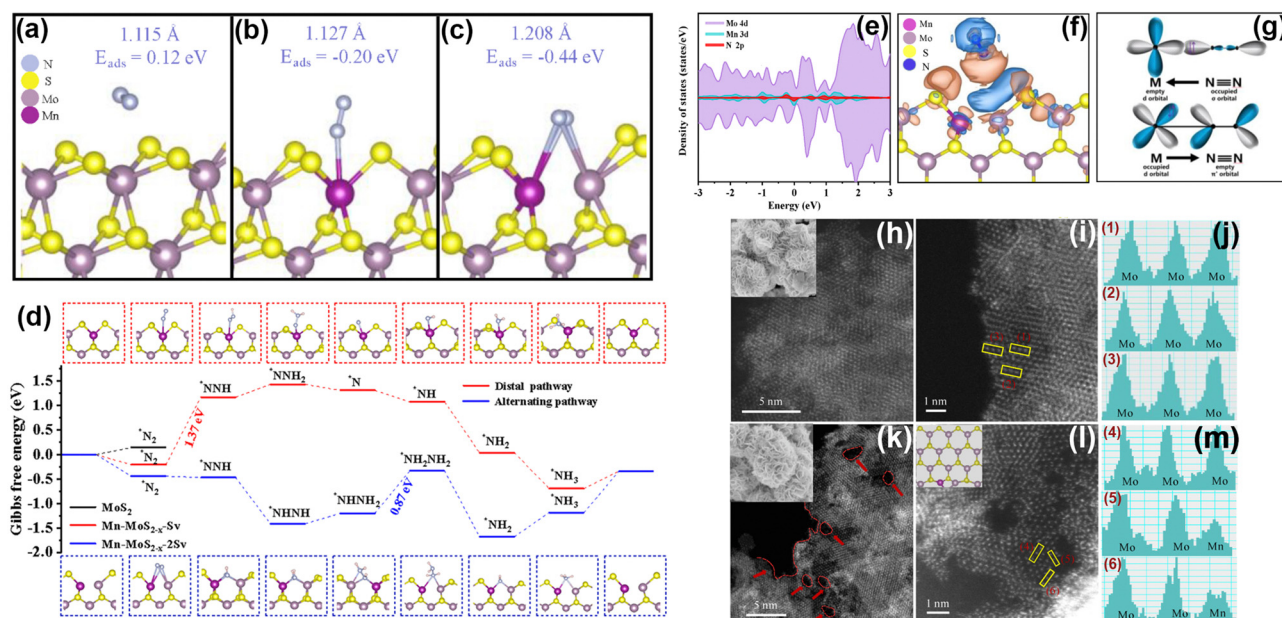 (a)
1.115 Å
E_ads = 0.12 eV
N
S
Mo
Mn
(b)
1.127 Å
E_ads = -0.20 eV
(c)
1.208 Å
E_ads = -0.44 eV
(d)
Gibbs free energy (eV)
1.5
1.0
0.5
0.0
-0.5
-1.0
-1.5
-2.0
*N₂
*N₂
*N₂
*NNH
1.37 eV
*NNH₂
*N
*NH
*NH₂
*NH₃
*NNH
*NHNH
*NHNH₂
0.87 eV
*NH₂NH₂
*NH₂
*NH₃
Distal pathway
Alternating pathway
MoS₂
Mn-MoS₂₋ₓ-Sv
Mn-MoS₂₋ₓ-2Sv
(e)
Mo 4d
Mn 3d
N 2p
Density of states (states/eV)
-3 -2 -1 0 1 2 3
Energy (eV)
(f)
Mn
Mo
S
N
(g)
M N≡N
empty d orbital
occupied σ orbital
M N≡N
occupied d orbital
empty π* orbital
(h)
5 nm
(i)
1 nm
(j)
(1)
Mo Mo Mo
(2)
Mo Mo Mo
(3)
Mo Mo Mo
(k)
5 nm
(l)
1 nm
(m)
(4)
Mo Mo Mo
(5)
Mo Mo Mn
(6)
Mo Mo Mn